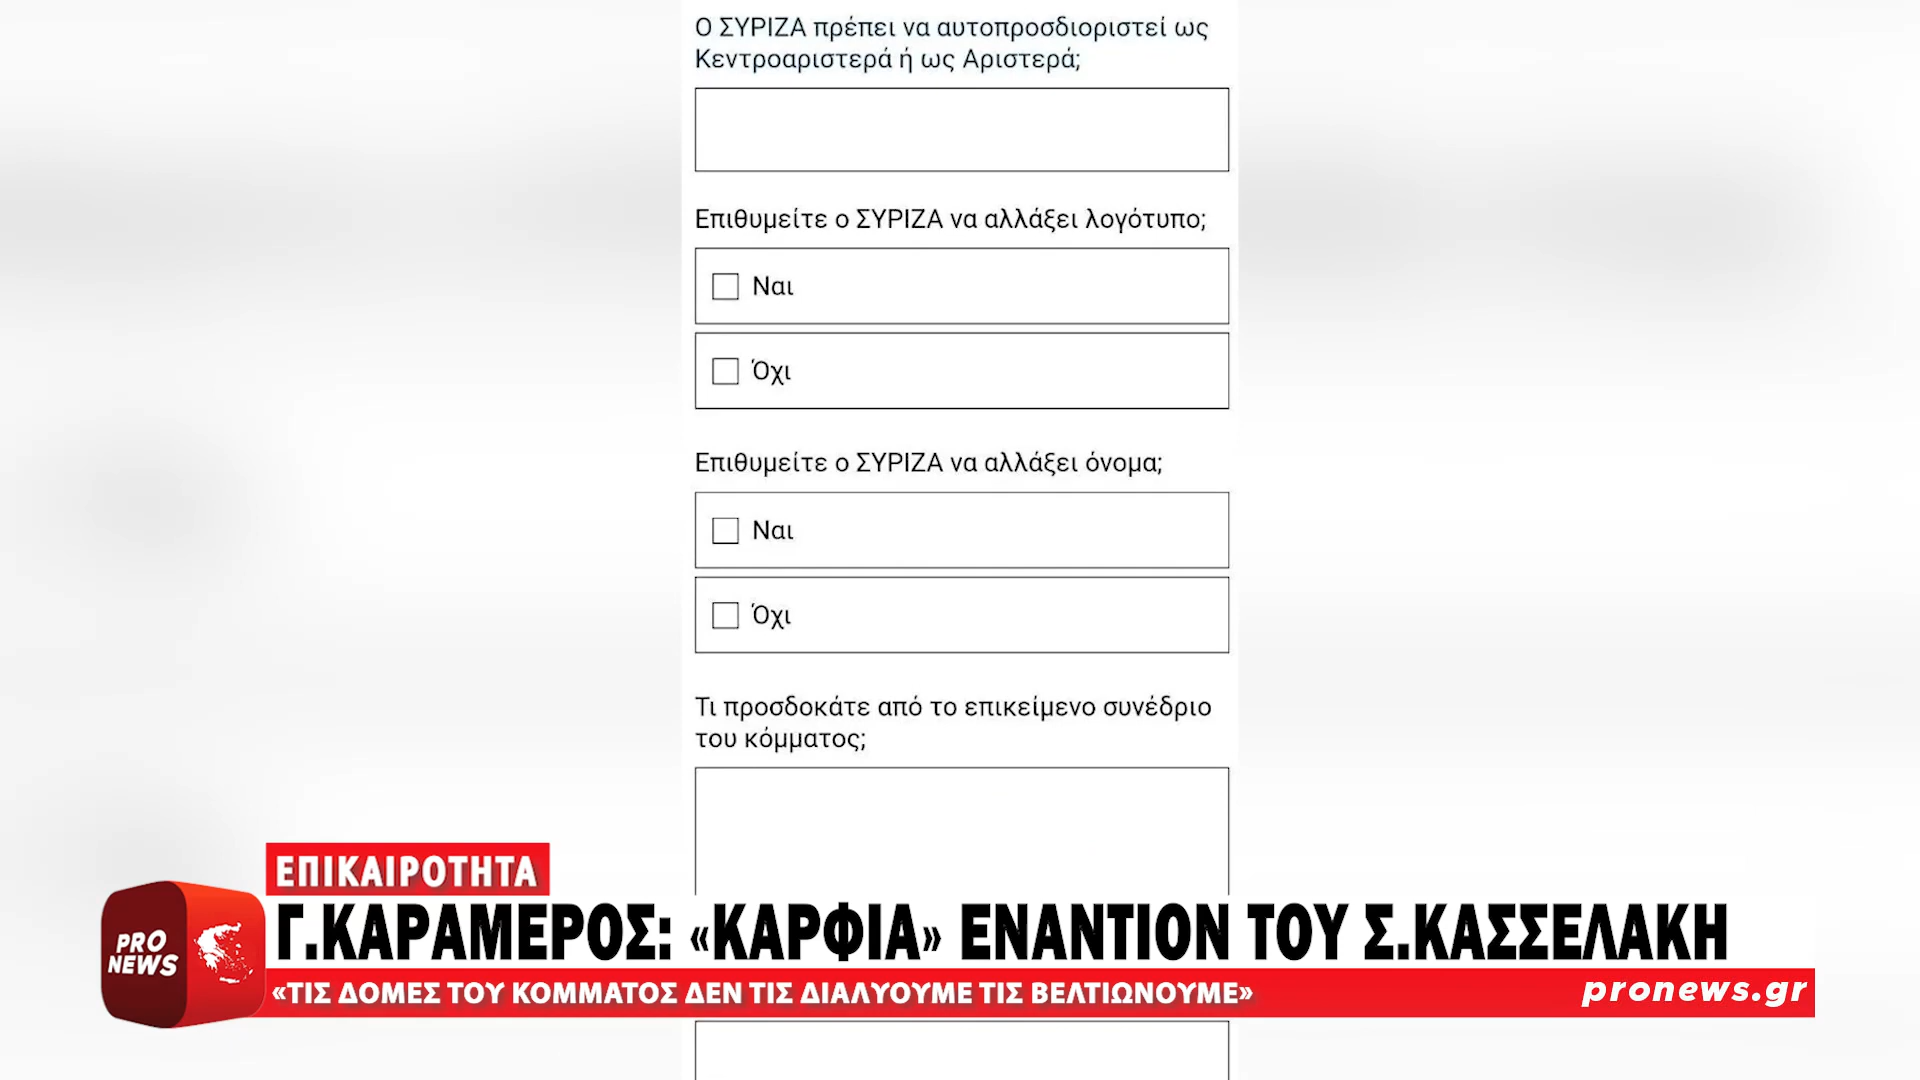 Ο ΣΥΡΙΖΑ πρέπει να αυτοπροσδιοριστεί ως
Κεντροαριστερά ή ως Αριστερά;
Επιθυμείτε ο ΣΥΡΙΖΑ να αλλάξει λογότυπο;
Ναι
Όχι
Επιθυμείτε ο ΣΥΡΙΖΑ να αλλάξει όνομα;
Ναι
Όχι
Τι προσδοκάτε από το επικείμενο συνέδριο
του κόμματος;
ΕΠΙΚΑΙΡΟΤΗΤΑ
PRO
NEWS
Γ.ΚΑΡΑΜΕΡΟΣ: «ΚΑΡΦΙΑ» ΕΝΑΝΤΙΟΝ ΤΟΥ Σ.ΚΑΣΣΕΛΑΚΗ
«ΤΙΣ ΔΟΜΕΣ ΤΟΥ ΚΟΜΜΑΤΟΣ ΔΕΝ ΤΙΣ ΔΙΑΛΥΟΥΜΕ ΤΙΣ ΒΕΛΤΙΩΝΟΥΜΕ»
pronews.gr